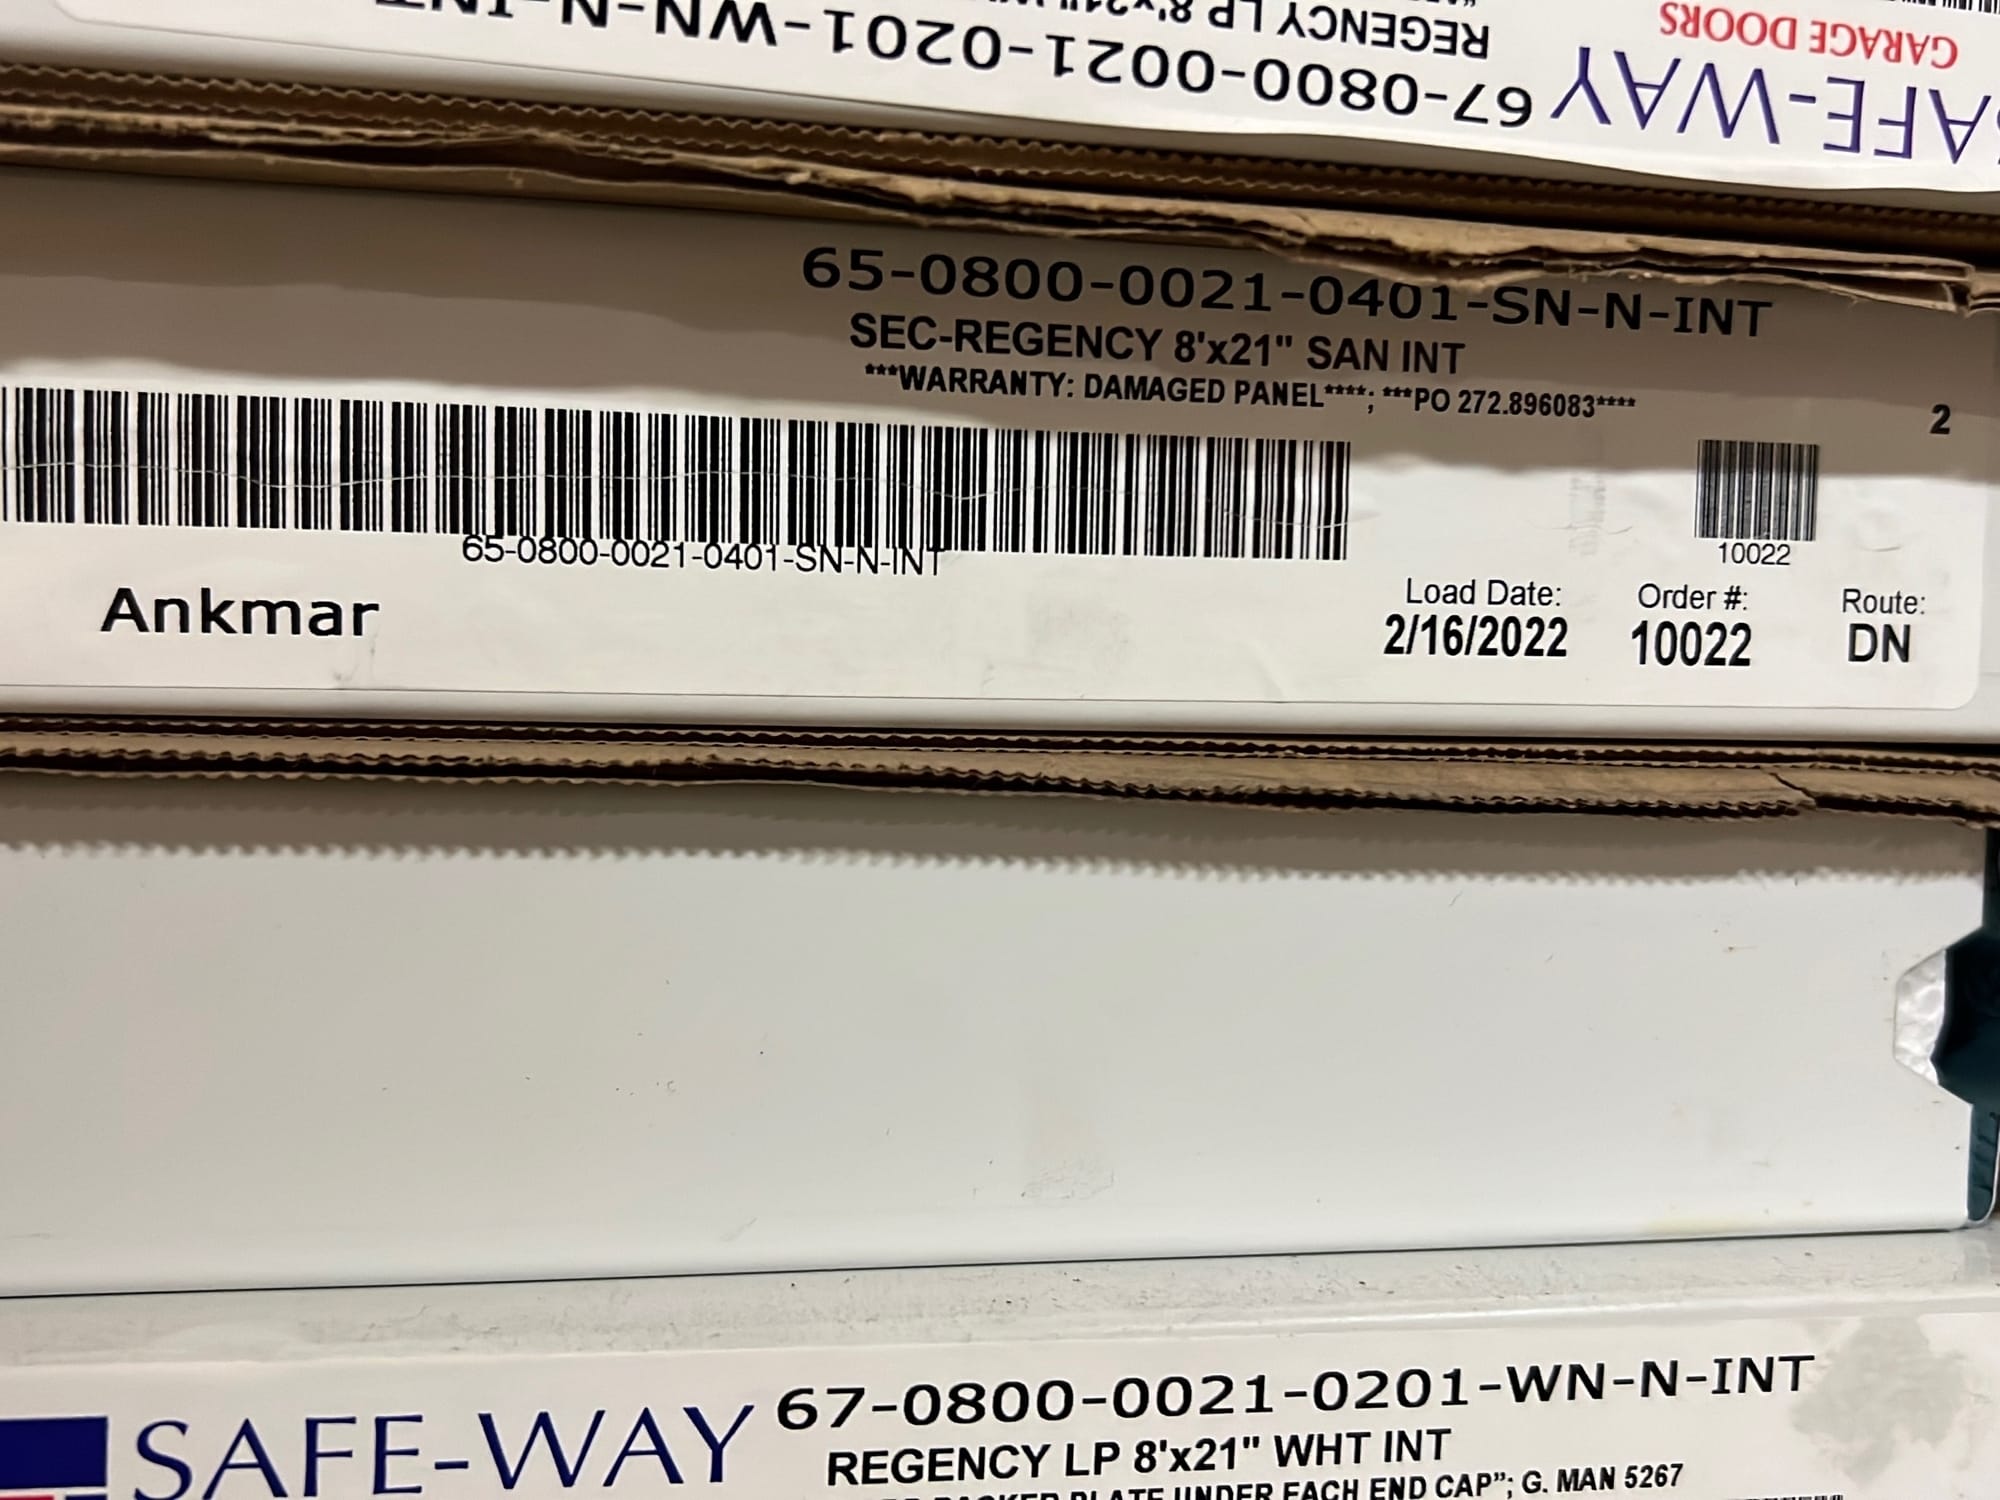 SAFE-WAY
GARAGE DOORS
67-0800-0021-0201-WN-N-INT
REGENCY LP 8'x21"
65-0800-0021-0401-SN-N-INT
SEC-REGENCY 8'x21" SAN INT
***WARRANTY: DAMAGED PANEL****; ***PO 272.896083****
2
65-0800-0021-0401-SN-N-INT
10022
Ankmar
Load Date:
2/16/2022
Order #:
10022
Route:
DN
SAFE-WAY
67-0800-0021-0201-WN-N-INT
REGENCY LP 8'x21" WHT INT
PLATE UNDER EACH END CAP”; G. MAN 5267